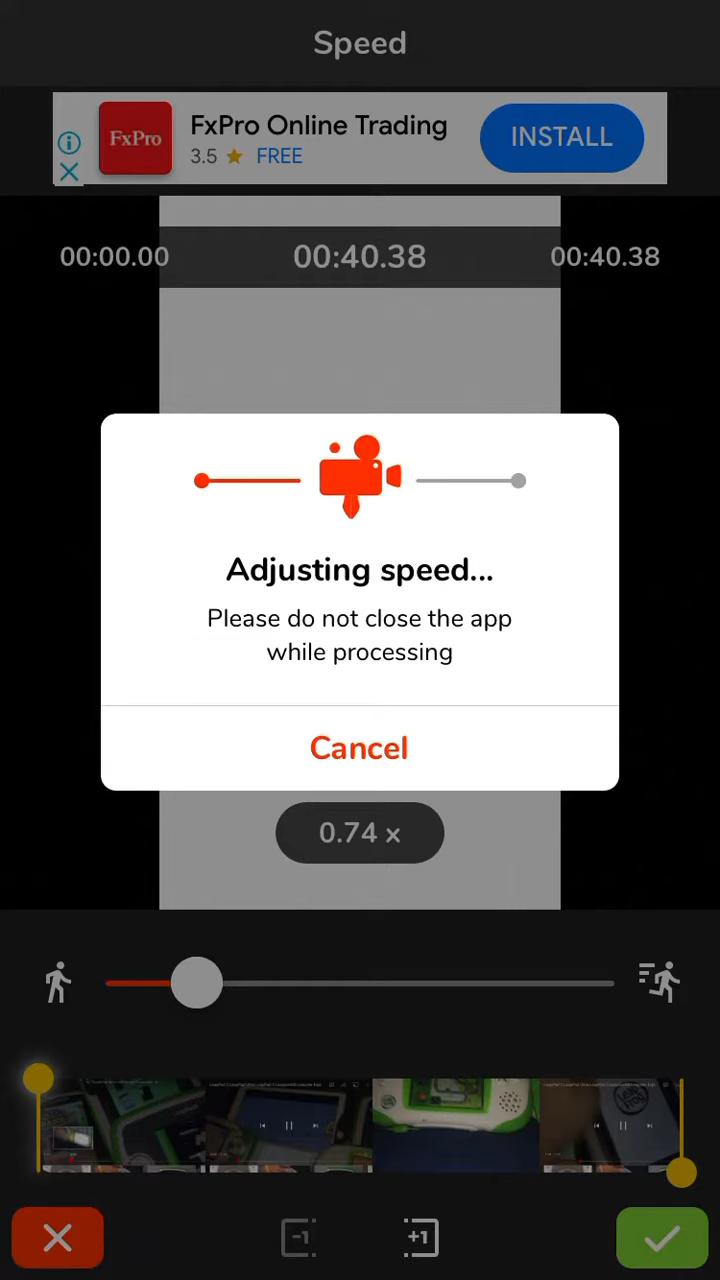 Speed
FxPro
FxPro Online Trading
3.5 FREE
INSTALL
00:00.00
00:40.38
00:40.38
Adjusting speed...
Please do not close the app
while processing
Cancel
0.74 x
-1
+1